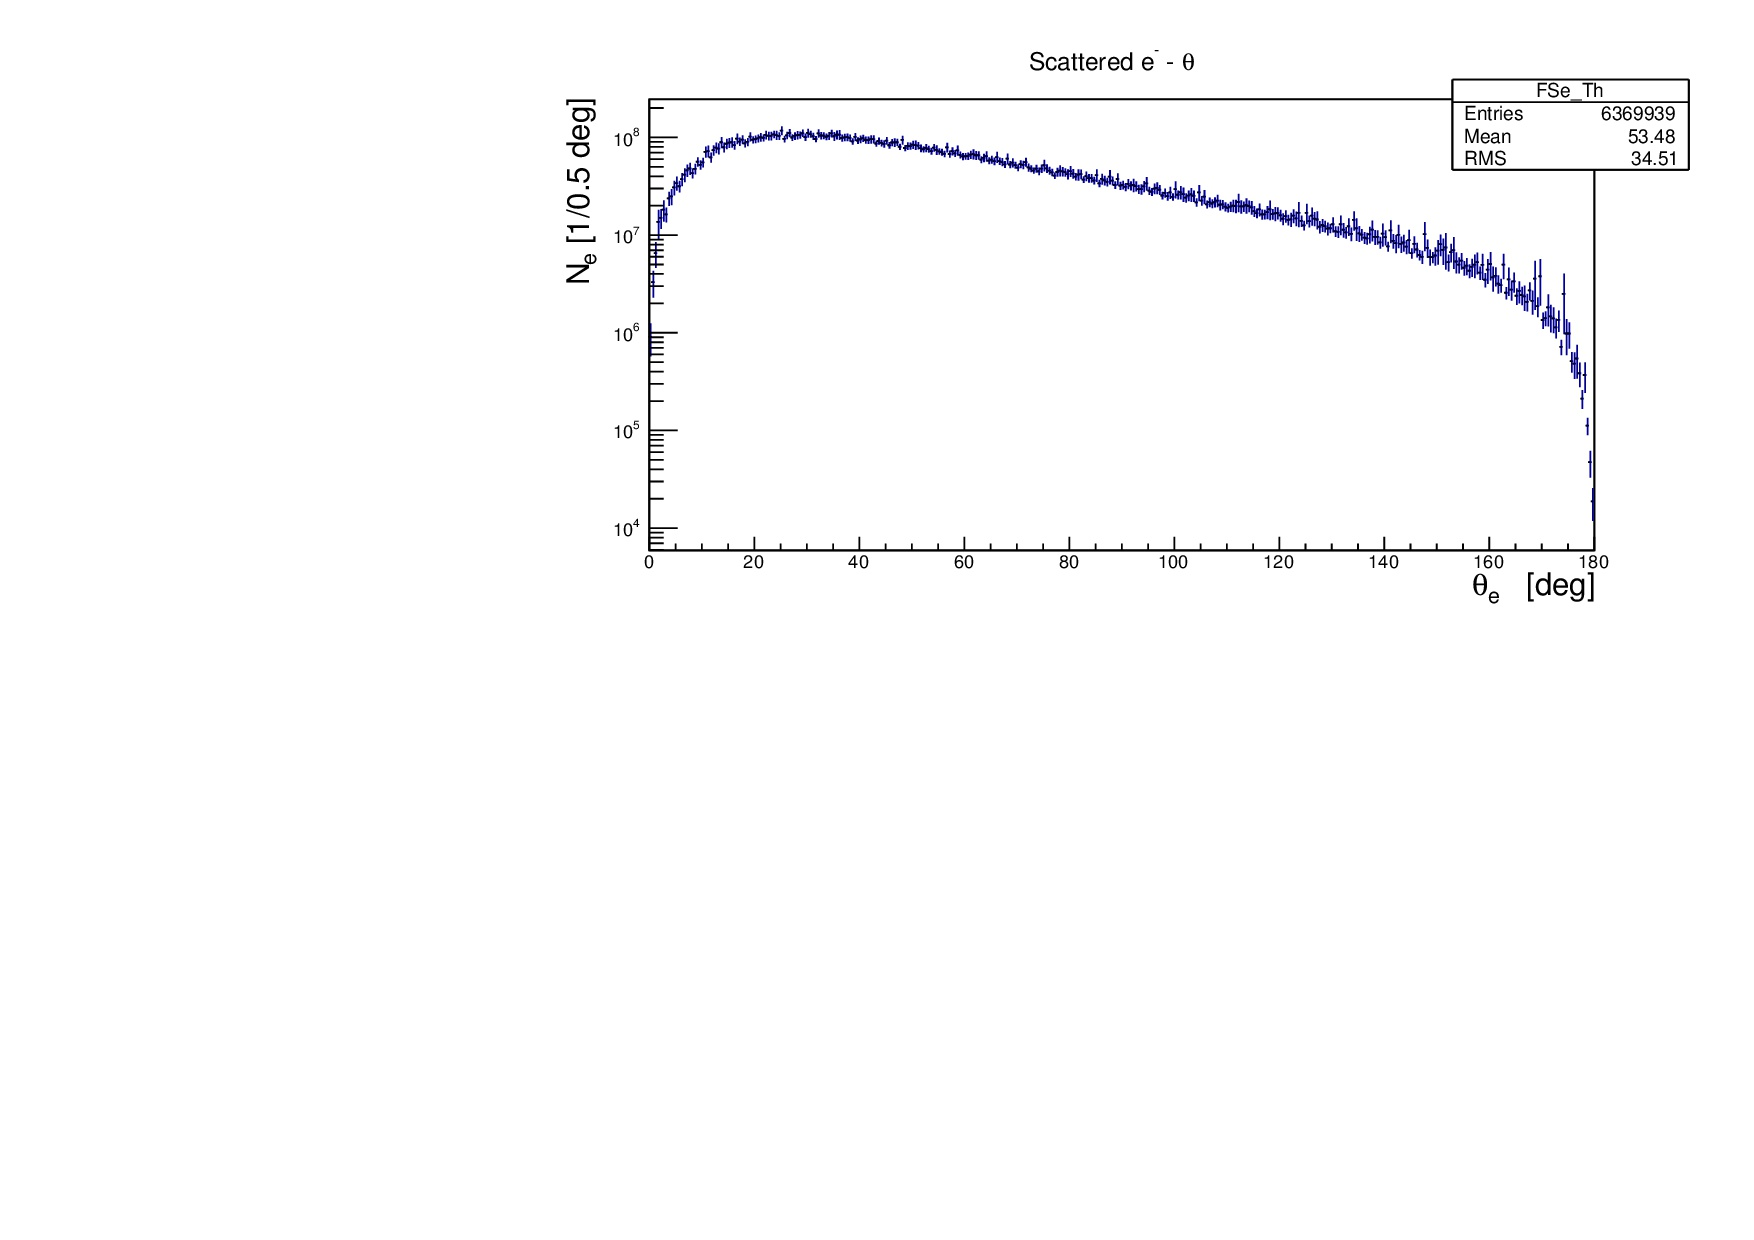 Scattered e⁻ - θ
FSe_Th
Entries 6369939
Mean 53.48
RMS 34.51
Nₑ [1/0.5 deg]
10⁸
10⁷
10⁶
10⁵
10⁴
0 20 40 60 80 100 120 140 160 180
θₑ [deg]